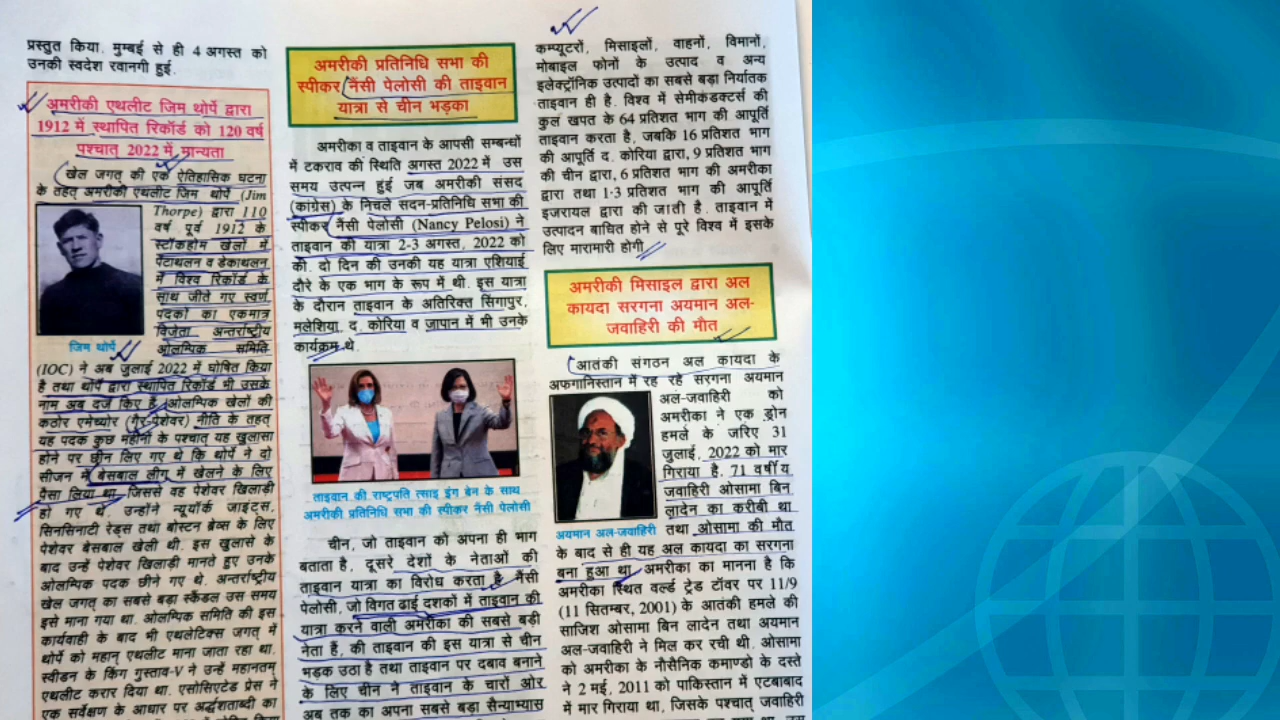 प्रस्तुत किया. मुम्बई से ही 4 अगस्त को
उनकी स्वदेश रवानगी हुई.
अमरीकी एथलीट जिम थोर्पे द्वारा
1912 में स्थापित रिकॉर्ड को 120 वर्ष
पश्चात् 2022 में मान्यता
खेल जगत् की एक ऐतिहासिक घटना
के तहत् अमरीकी एथलीट जिम थोर्पे (Jim
Thorpe) द्वारा 110
वर्ष पूर्व 1912 के
स्टॉकहोम खेलों में
पेंटाथलन व डेकाथलन
में विश्व रिकॉर्ड के
साथ जीते गए स्वर्ण
पदकों का एकमात्र
विजेता अन्तर्राष्ट्रीय
ओलम्पिक समिति
जिम थोर्पे
(IOC) ने अब जुलाई 2022 में घोषित किया
है तथा थोर्पे द्वारा स्थापित रिकॉर्ड भी उसके
नाम अब दर्ज किए हैं. ओलम्पिक खेलों की
कठोर एमेच्योर (गैर-पेशेवर) नीति के तहत्
यह पदक कुछ महीनों के पश्चात् यह खुलासा
होने पर छीन लिए गए थे कि थोर्पे ने दो
सीजन में बेसबाल लीग में खेलने के लिए
पैसा लिया था, जिससे वह पेशेवर खिलाड़ी
हो गए थे. उन्होंने न्यूयॉर्क जाइंट्स,
सिनसिनाटी रेड्स तथा बोस्टन ब्रेव्स के लिए
पेशेवर बेसबाल खेली थी. इस खुलासे के
बाद उन्हें पेशेवर खिलाड़ी मानते हुए उनके
ओलम्पिक पदक छीने गए थे. अन्तर्राष्ट्रीय
खेल जगत् का सबसे बड़ा स्कैंडल उस समय
इसे माना गया था. ओलम्पिक समिति की इस
कार्यवाही के बाद भी एथलेटिक्स जगत् में
थोर्पे को महान् एथलीट माना जाता रहा था.
स्वीडन के किंग गुस्ताव-V ने उन्हें महानतम्
एथलीट करार दिया था. एसोसिएटेड प्रेस ने
एक सर्वेक्षण के आधार पर अर्द्धशताब्दी का
अमरीकी प्रतिनिधि सभा की
स्पीकर नैंसी पेलोसी की ताइवान
यात्रा से चीन भड़का
अमरीका व ताइवान के आपसी सम्बन्धों
में टकराव की स्थिति अगस्त 2022 में उस
समय उत्पन्न हुई जब अमरीकी संसद
(कांग्रेस) के निचले सदन-प्रतिनिधि सभा की
स्पीकर नैंसी पेलोसी (Nancy Pelosi) ने
ताइवान की यात्रा 2-3 अगस्त, 2022 को
की. दो दिन की उनकी यह यात्रा एशियाई
दौरे के एक भाग के रूप में थी. इस यात्रा
के दौरान ताइवान के अतिरिक्त सिंगापुर,
मलेशिया, द. कोरिया व जापान में भी उनके
कार्यक्रम थे.
ताइवान की राष्ट्रपति त्साइ इंग वेन के साथ
अमरीकी प्रतिनिधि सभा की स्पीकर नैंसी पेलोसी
चीन, जो ताइवान को अपना ही भाग
बताता है, दूसरे देशों के नेताओं की
ताइवान यात्रा का विरोध करता है. नैंसी
पेलोसी, जो विगत ढाई दशकों में ताइवान की
यात्रा करने वाली अमरीका की सबसे बड़ी
नेता है, की ताइवान की इस यात्रा से चीन
भड़क उठा है तथा ताइवान पर दबाव बनाने
के लिए चीन ने ताइवान के चारों ओर
अब तक का अपना सबसे बड़ा सैन्याभ्यास
कम्प्यूटरों, मिसाइलों, वाहनों, विमानों,
मोबाइल फोनों के उत्पाद व अन्य
इलेक्ट्रॉनिक उत्पादों का सबसे बड़ा निर्यातक
ताइवान ही है. विश्व में सेमीकंडक्टर्स की
कुल खपत के 64 प्रतिशत भाग की आपूर्ति
ताइवान करता है, जबकि 16 प्रतिशत भाग
की आपूर्ति द. कोरिया द्वारा, 9 प्रतिशत भाग
की चीन द्वारा, 6 प्रतिशत भाग की अमरीका
द्वारा तथा 1·3 प्रतिशत भाग की आपूर्ति
इजरायल द्वारा की जाती है. ताइवान में
उत्पादन बाधित होने से पूरे विश्व में इसके
लिए मारामारी होगी.
अमरीकी मिसाइल द्वारा अल
कायदा सरगना अयमान अल-
जवाहिरी की मौत
आतंकी संगठन अल कायदा के
अफगानिस्तान में रह रहे सरगना अयमान
अल-जवाहिरी को
अमरीका ने एक ड्रोन
हमले के जरिए 31
जुलाई, 2022 को मार
गिराया है. 71 वर्षीय
जवाहिरी ओसामा बिन
लादेन का करीबी था
तथा ओसामा की मौत
अयमान अल-जवाहिरी
के बाद से ही यह अल कायदा का सरगना
बना हुआ था. अमरीका का मानना है कि
अमरीका स्थित वर्ल्ड ट्रेड टॉवर पर 11/9
(11 सितम्बर, 2001) के आतंकी हमले की
साजिश ओसामा बिन लादेन तथा अयमान
अल-जवाहिरी ने मिल कर रची थी. ओसामा
को अमरीका के नौसैनिक कमाण्डो के दस्ते
ने 2 मई, 2011 को पाकिस्तान में एटबाबाद
में मार गिराया था, जिसके पश्चात् जवाहिरी